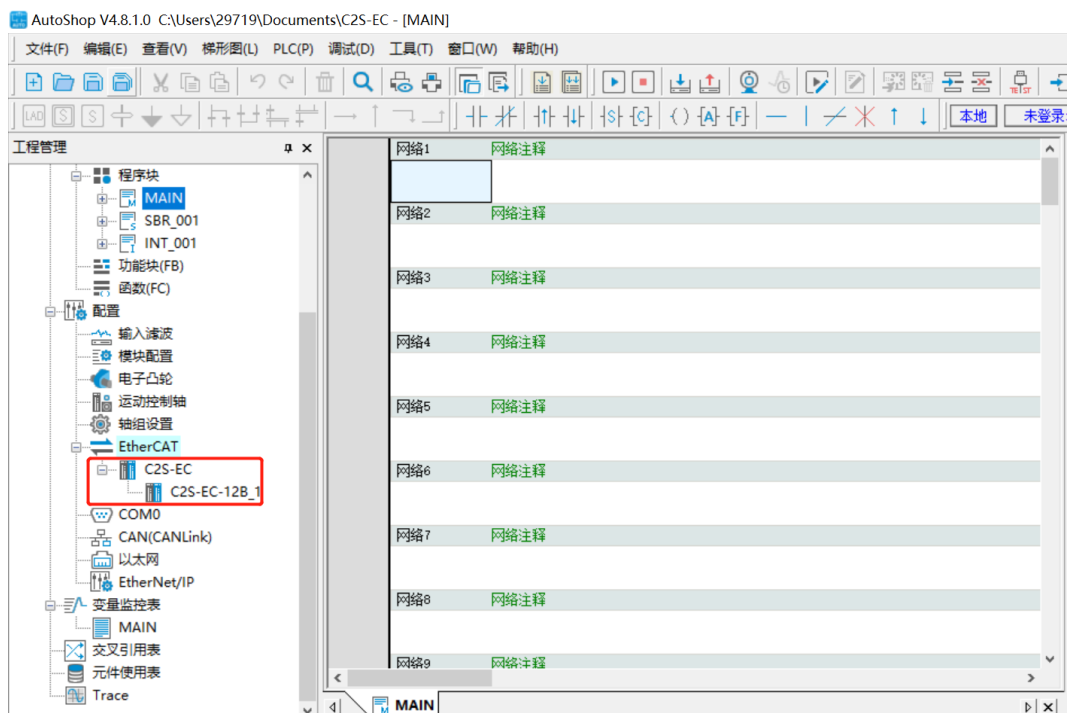 AutoShop V4.8.1.0 C:\Users\29719\Documents\C2S-EC - [MAIN]
文件(F) 编辑(E) 查看(V) 梯形图(L) PLC(P) 调试(D) 工具(T) 窗口(W) 帮助(H)
TEST
LAD S S S C ( ) A F 本地 未登录
工程管理
程序块
MAIN
SBR_001
INT_001
功能块(FB)
函数(FC)
配置
输入滤波
模块配置
电子凸轮
运动控制轴
轴组设置
EtherCAT
C2S-EC
C2S-EC-12B_1
COM0
CAN(CANLink)
以太网
EtherNet/IP
变量监控表
MAIN
交叉引用表
元件使用表
Trace
网络1 网络注释
网络2 网络注释
网络3 网络注释
网络4 网络注释
网络5 网络注释
网络6 网络注释
网络7 网络注释
网络8 网络注释
网络9 网络注释
MAIN